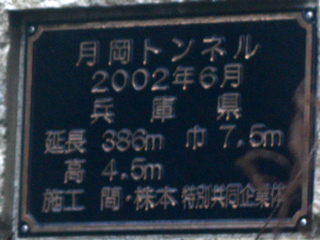 月岡トンネル
2002年6月
兵庫県
延長 386m 巾 7.5m
高 4.5m
施工 間・株本 特別共同企業体